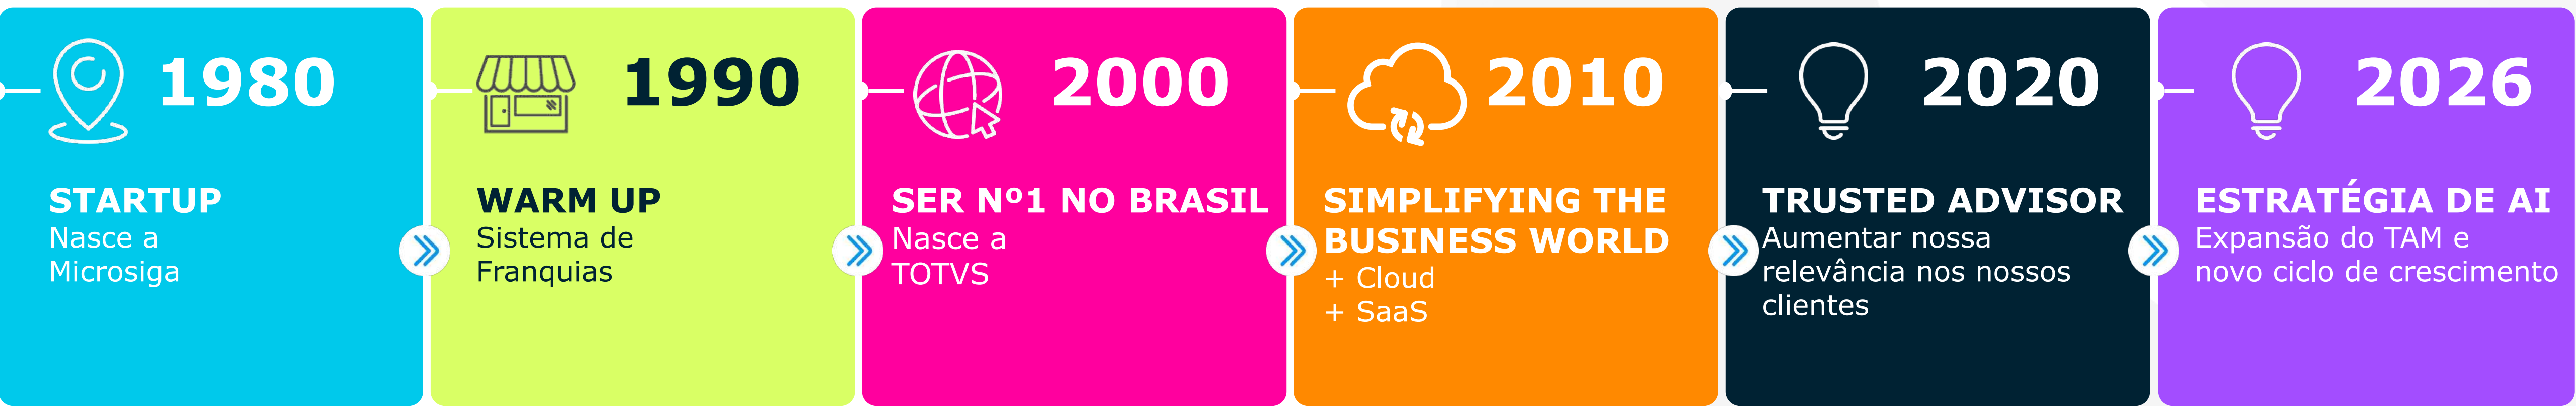 1980
STARTUP
Nasce a
Microsiga
1990
WARM UP
Sistema de
Franquias
2000
SER Nº1 NO BRASIL
Nasce a
TOTVS
2010
SIMPLIFYING THE
BUSINESS WORLD
+ Cloud
+ SaaS
2020
TRUSTED ADVISOR
Aumentar nossa
relevância nos nossos
clientes
2026
ESTRATÉGIA DE AI
Expansão do TAM e
novo ciclo de crescimento